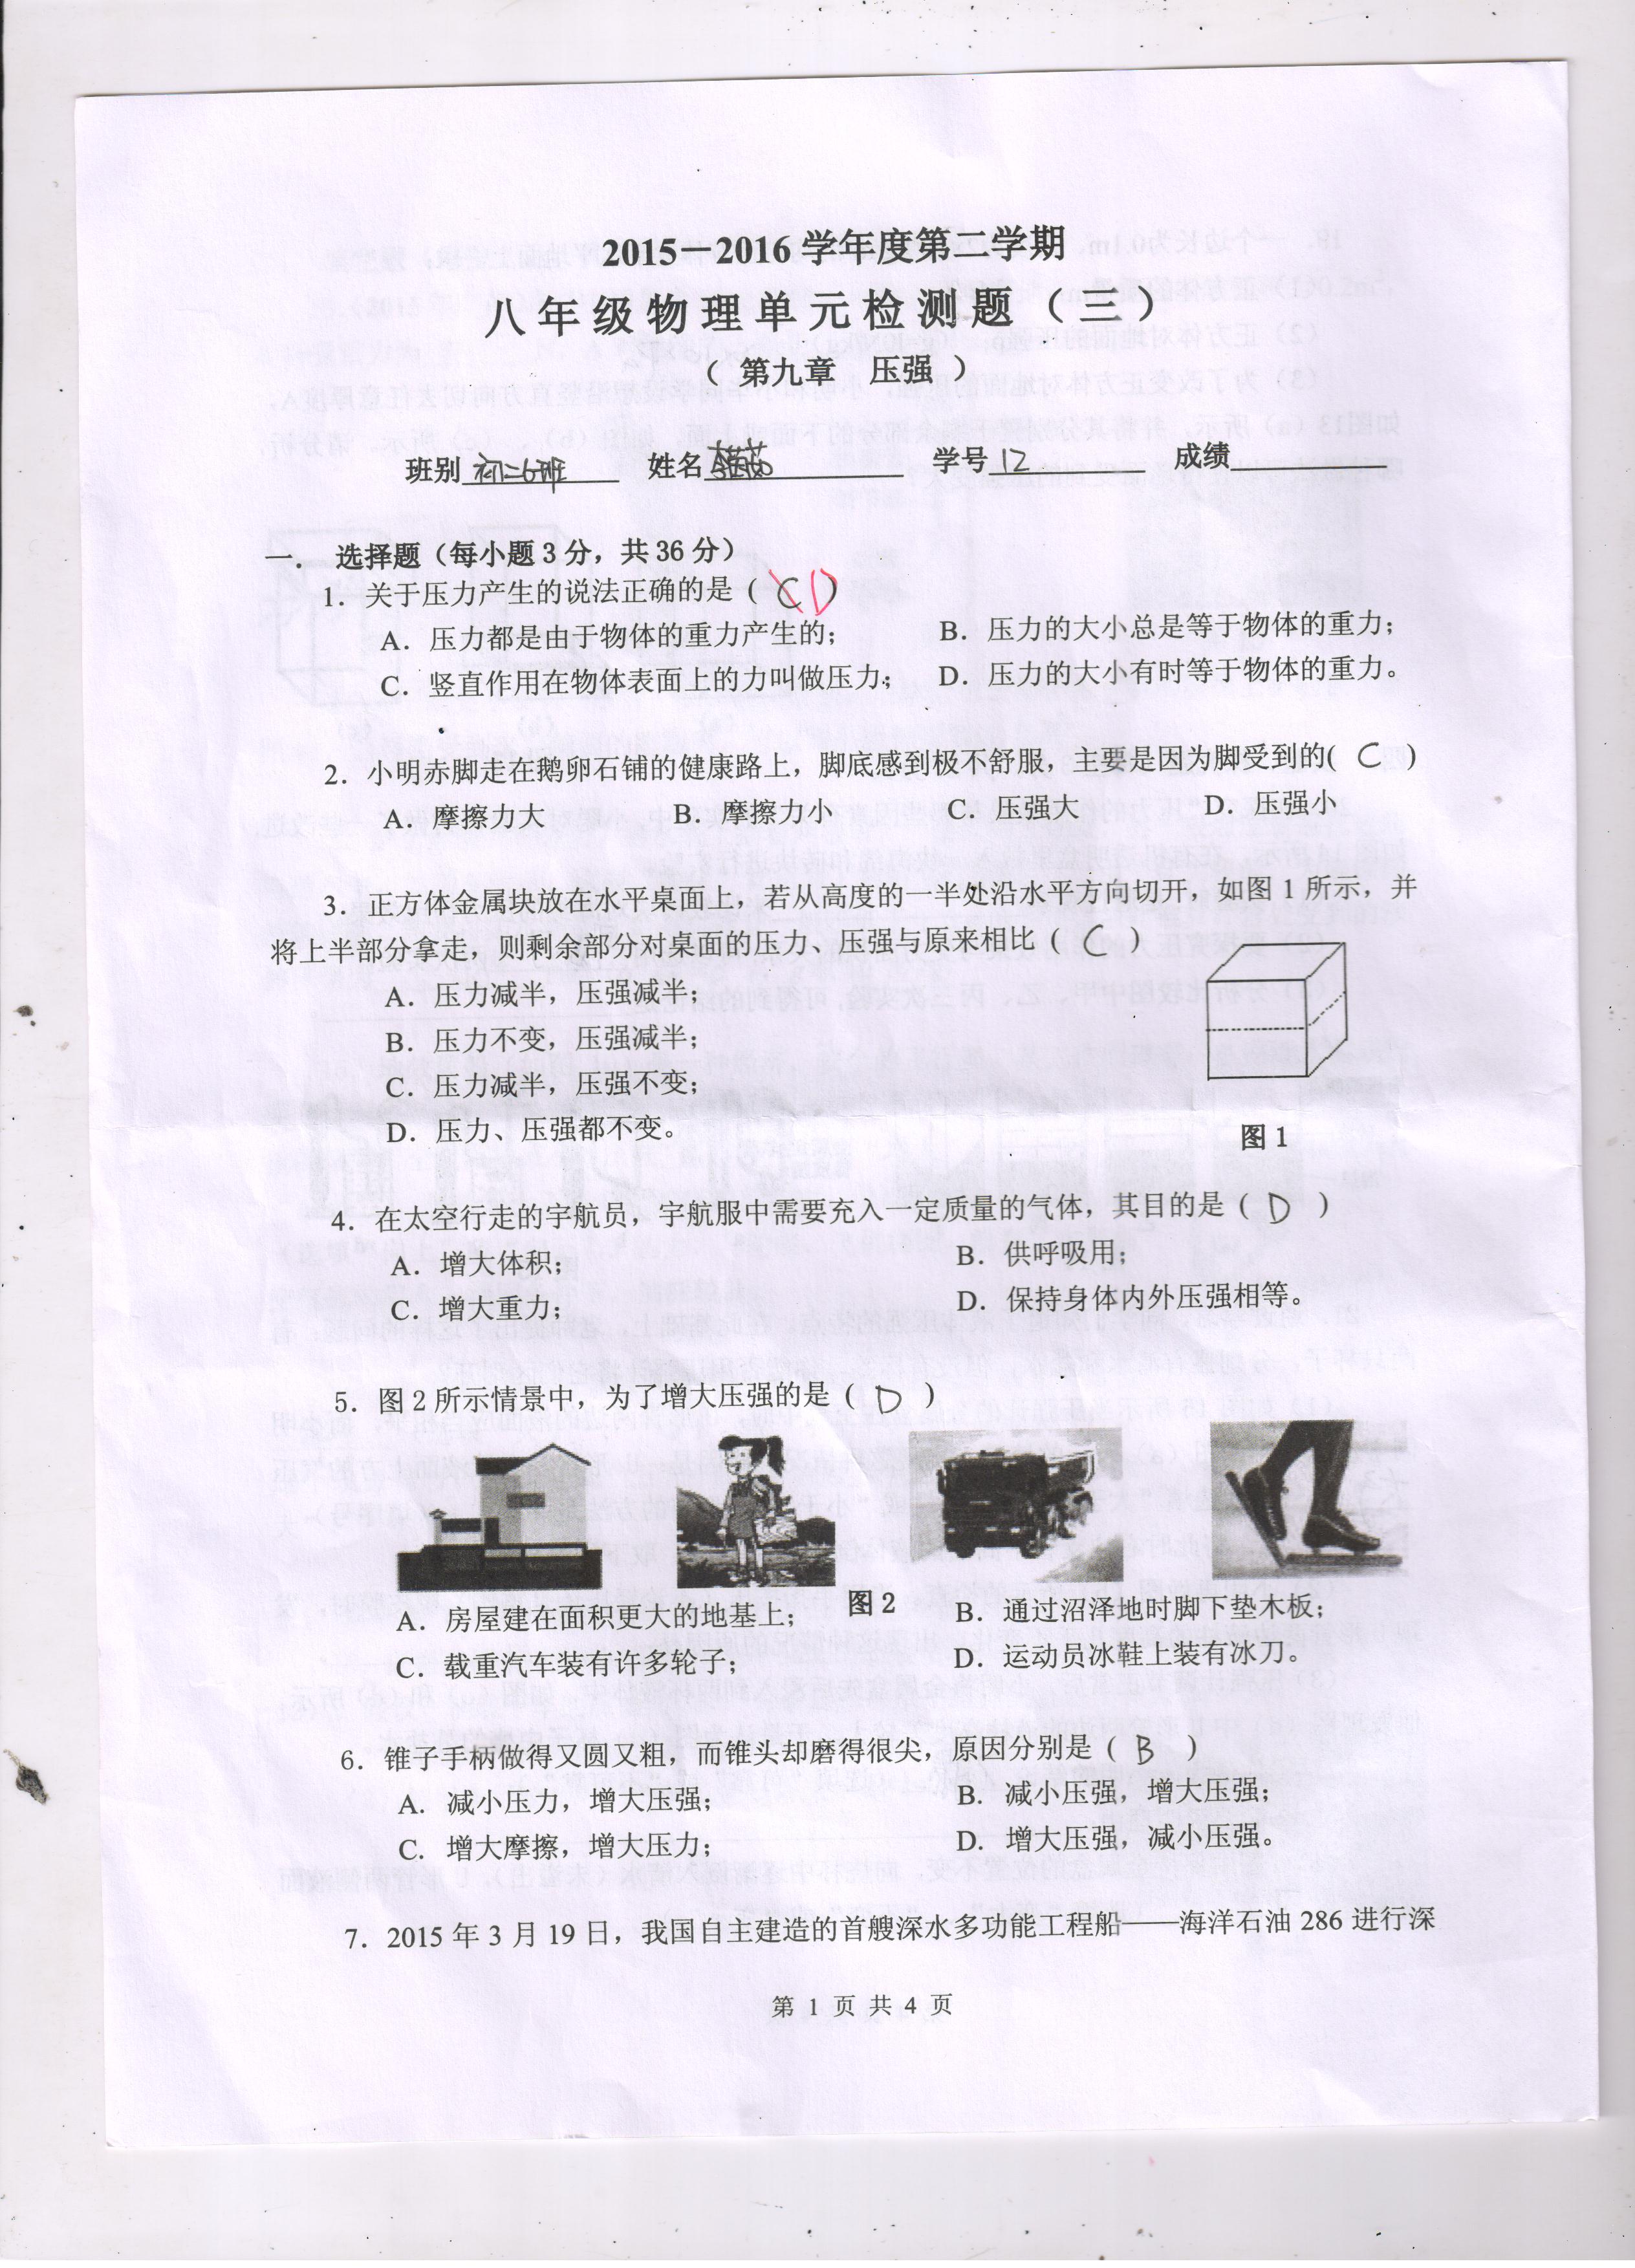 2015－2016 学年度第二学期
八年级物理单元检测题（三）
（ 第九章　压强 ）
班别 初二6班 姓名 学号 12 成绩
一． 选择题（每小题 3 分，共 36 分）
1．关于压力产生的说法正确的是（ C D ）
A．压力都是由于物体的重力产生的； B．压力的大小总是等于物体的重力；
C．竖直作用在物体表面上的力叫做压力； D．压力的大小有时等于物体的重力。
2．小明赤脚走在鹅卵石铺的健康路上，脚底感到极不舒服，主要是因为脚受到的( C )
A．摩擦力大 B．摩擦力小 C．压强大 D．压强小
3．正方体金属块放在水平桌面上，若从高度的一半处沿水平方向切开，如图 1 所示，并
将上半部分拿走，则剩余部分对桌面的压力、压强与原来相比（ C ）
A．压力减半，压强减半；
B．压力不变，压强减半；
C．压力减半，压强不变；
D．压力、压强都不变。
图 1
4．在太空行走的宇航员，宇航服中需要充入一定质量的气体，其目的是（ D ）
A．增大体积； B．供呼吸用；
C．增大重力； D．保持身体内外压强相等。
5．图 2 所示情景中，为了增大压强的是（ D ）
图 2
A．房屋建在面积更大的地基上； B．通过沼泽地时脚下垫木板；
C．载重汽车装有许多轮子； D．运动员冰鞋上装有冰刀。
6．锥子手柄做得又圆又粗，而锥头却磨得很尖，原因分别是（ B ）
A．减小压力，增大压强； B．减小压强，增大压强；
C．增大摩擦，增大压力； D．增大压强，减小压强。
7．2015 年 3 月 19 日，我国自主建造的首艘深水多功能工程船——海洋石油 286 进行深
第 1 页 共 4 页